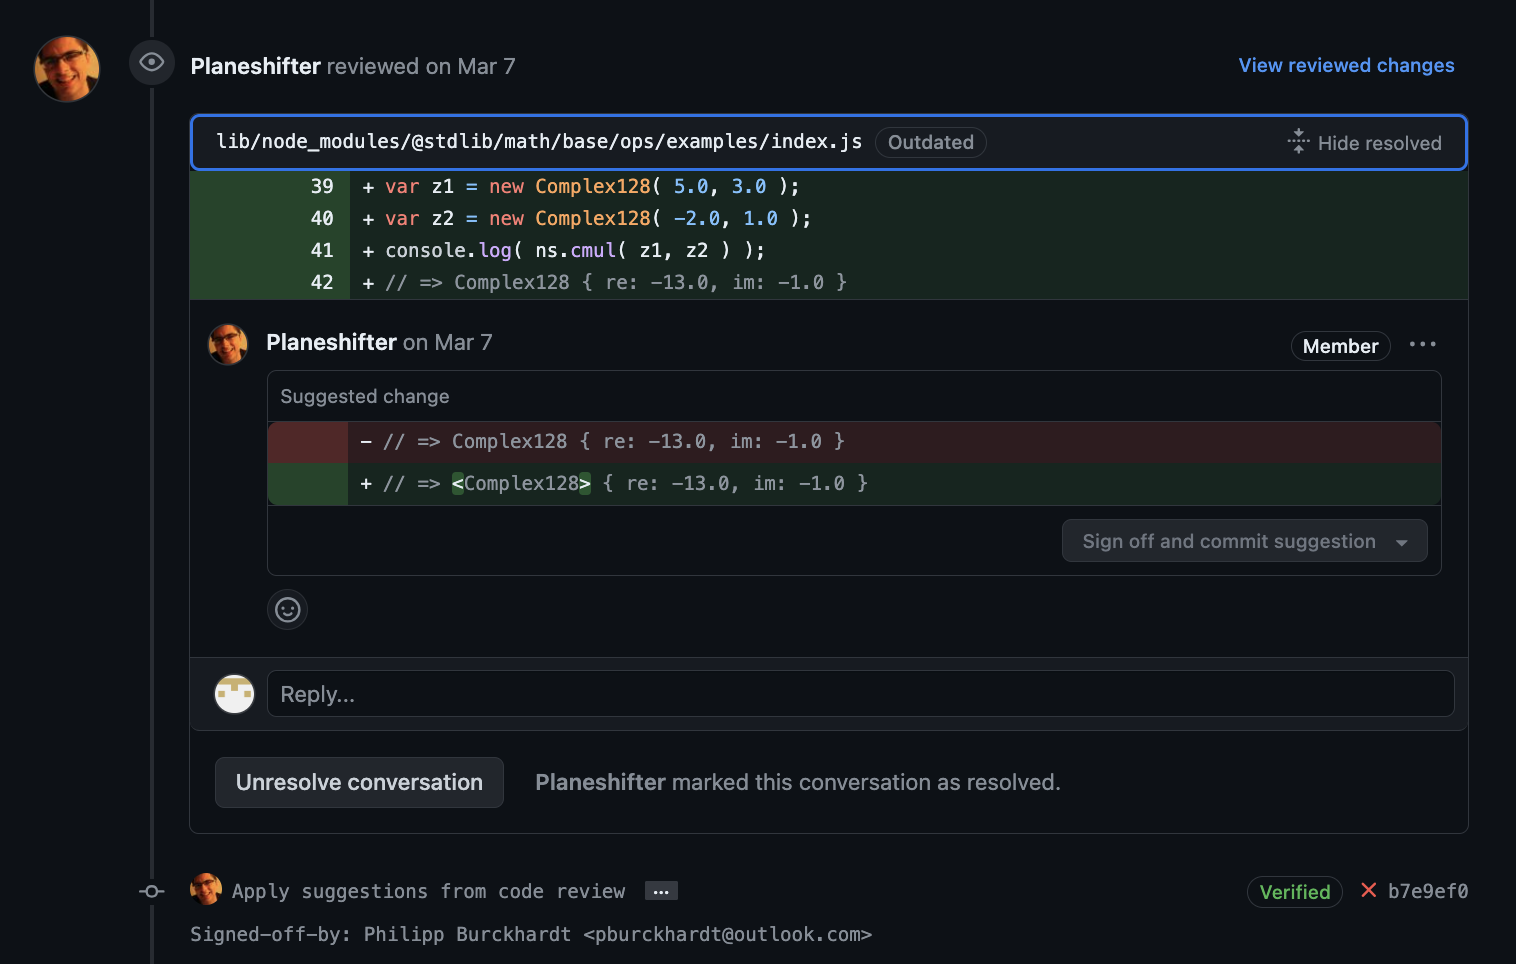 Planeshifter reviewed on Mar 7
View reviewed changes
lib/node_modules/@stdlib/math/base/ops/examples/index.js Outdated
Hide resolved
39 + var z1 = new Complex128( 5.0, 3.0 );
40 + var z2 = new Complex128( -2.0, 1.0 );
41 + console.log( ns.cmul( z1, z2 ) );
42 + // => Complex128 { re: -13.0, im: -1.0 }
Planeshifter on Mar 7
Member ...
Suggested change
- // => Complex128 { re: -13.0, im: -1.0 }
+ // => <Complex128> { re: -13.0, im: -1.0 }
Sign off and commit suggestion
Reply...
Unresolve conversation
Planeshifter marked this conversation as resolved.
Apply suggestions from code review ...
Verified b7e9ef0
Signed-off-by: Philipp Burckhardt <pburckhardt@outlook.com>